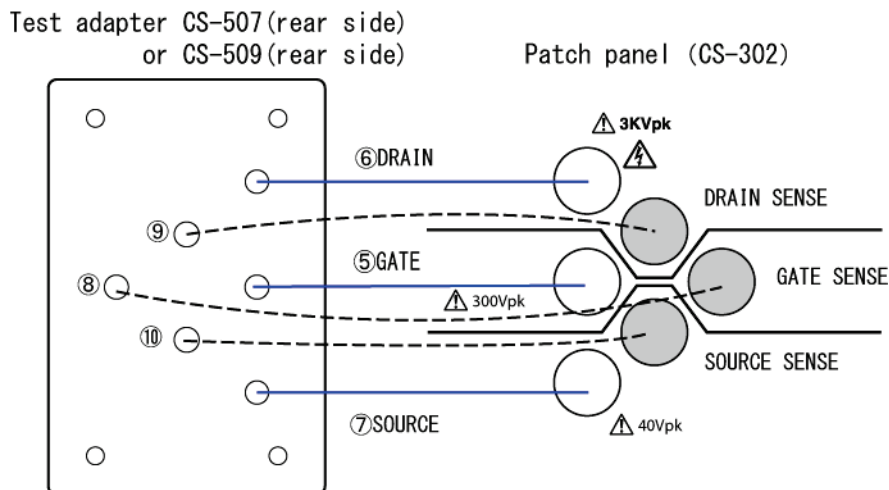 Test adapter CS-507(rear side)
or CS-509(rear side)
Patch panel (CS-302)
⚠ 3KVpk
⑥DRAIN
DRAIN SENSE
⑨
⑤GATE
GATE SENSE
⑧
⚠ 300Vpk
⑩
SOURCE SENSE
⑦SOURCE
⚠ 40Vpk